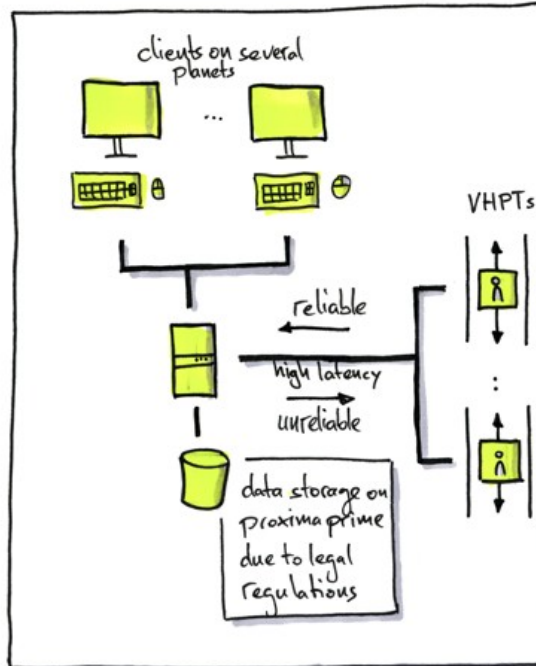 clients on several
planets
...
VHPTs
reliable
high latency
unreliable
:
data storage on
proxima prime
due to legal
regulations